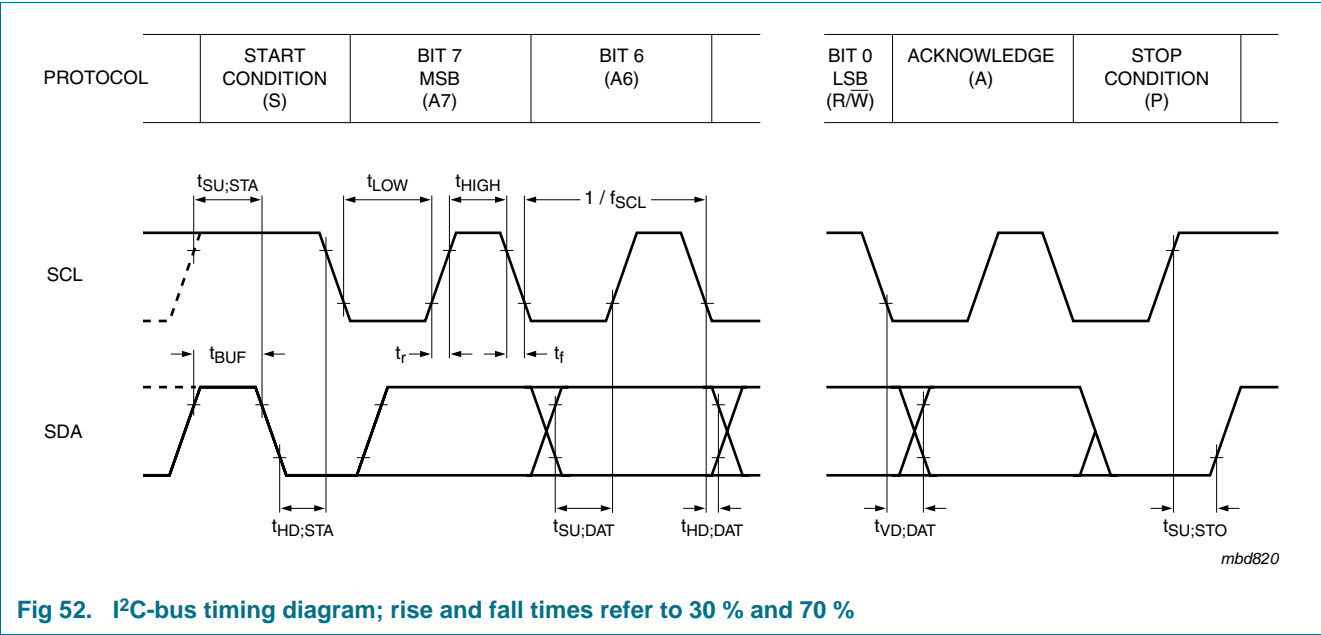 PROTOCOL
START
CONDITION
(S)
BIT 7
MSB
(A7)
BIT 6
(A6)
BIT 0
LSB
(R/W̅)
ACKNOWLEDGE
(A)
STOP
CONDITION
(P)
tSU;STA
tLOW
tHIGH
1 / fSCL
SCL
tBUF
tr
tf
SDA
tHD;STA
tSU;DAT
tHD;DAT
tVD;DAT
tSU;STO
mbd820
Fig 52. I²C-bus timing diagram; rise and fall times refer to 30 % and 70 %